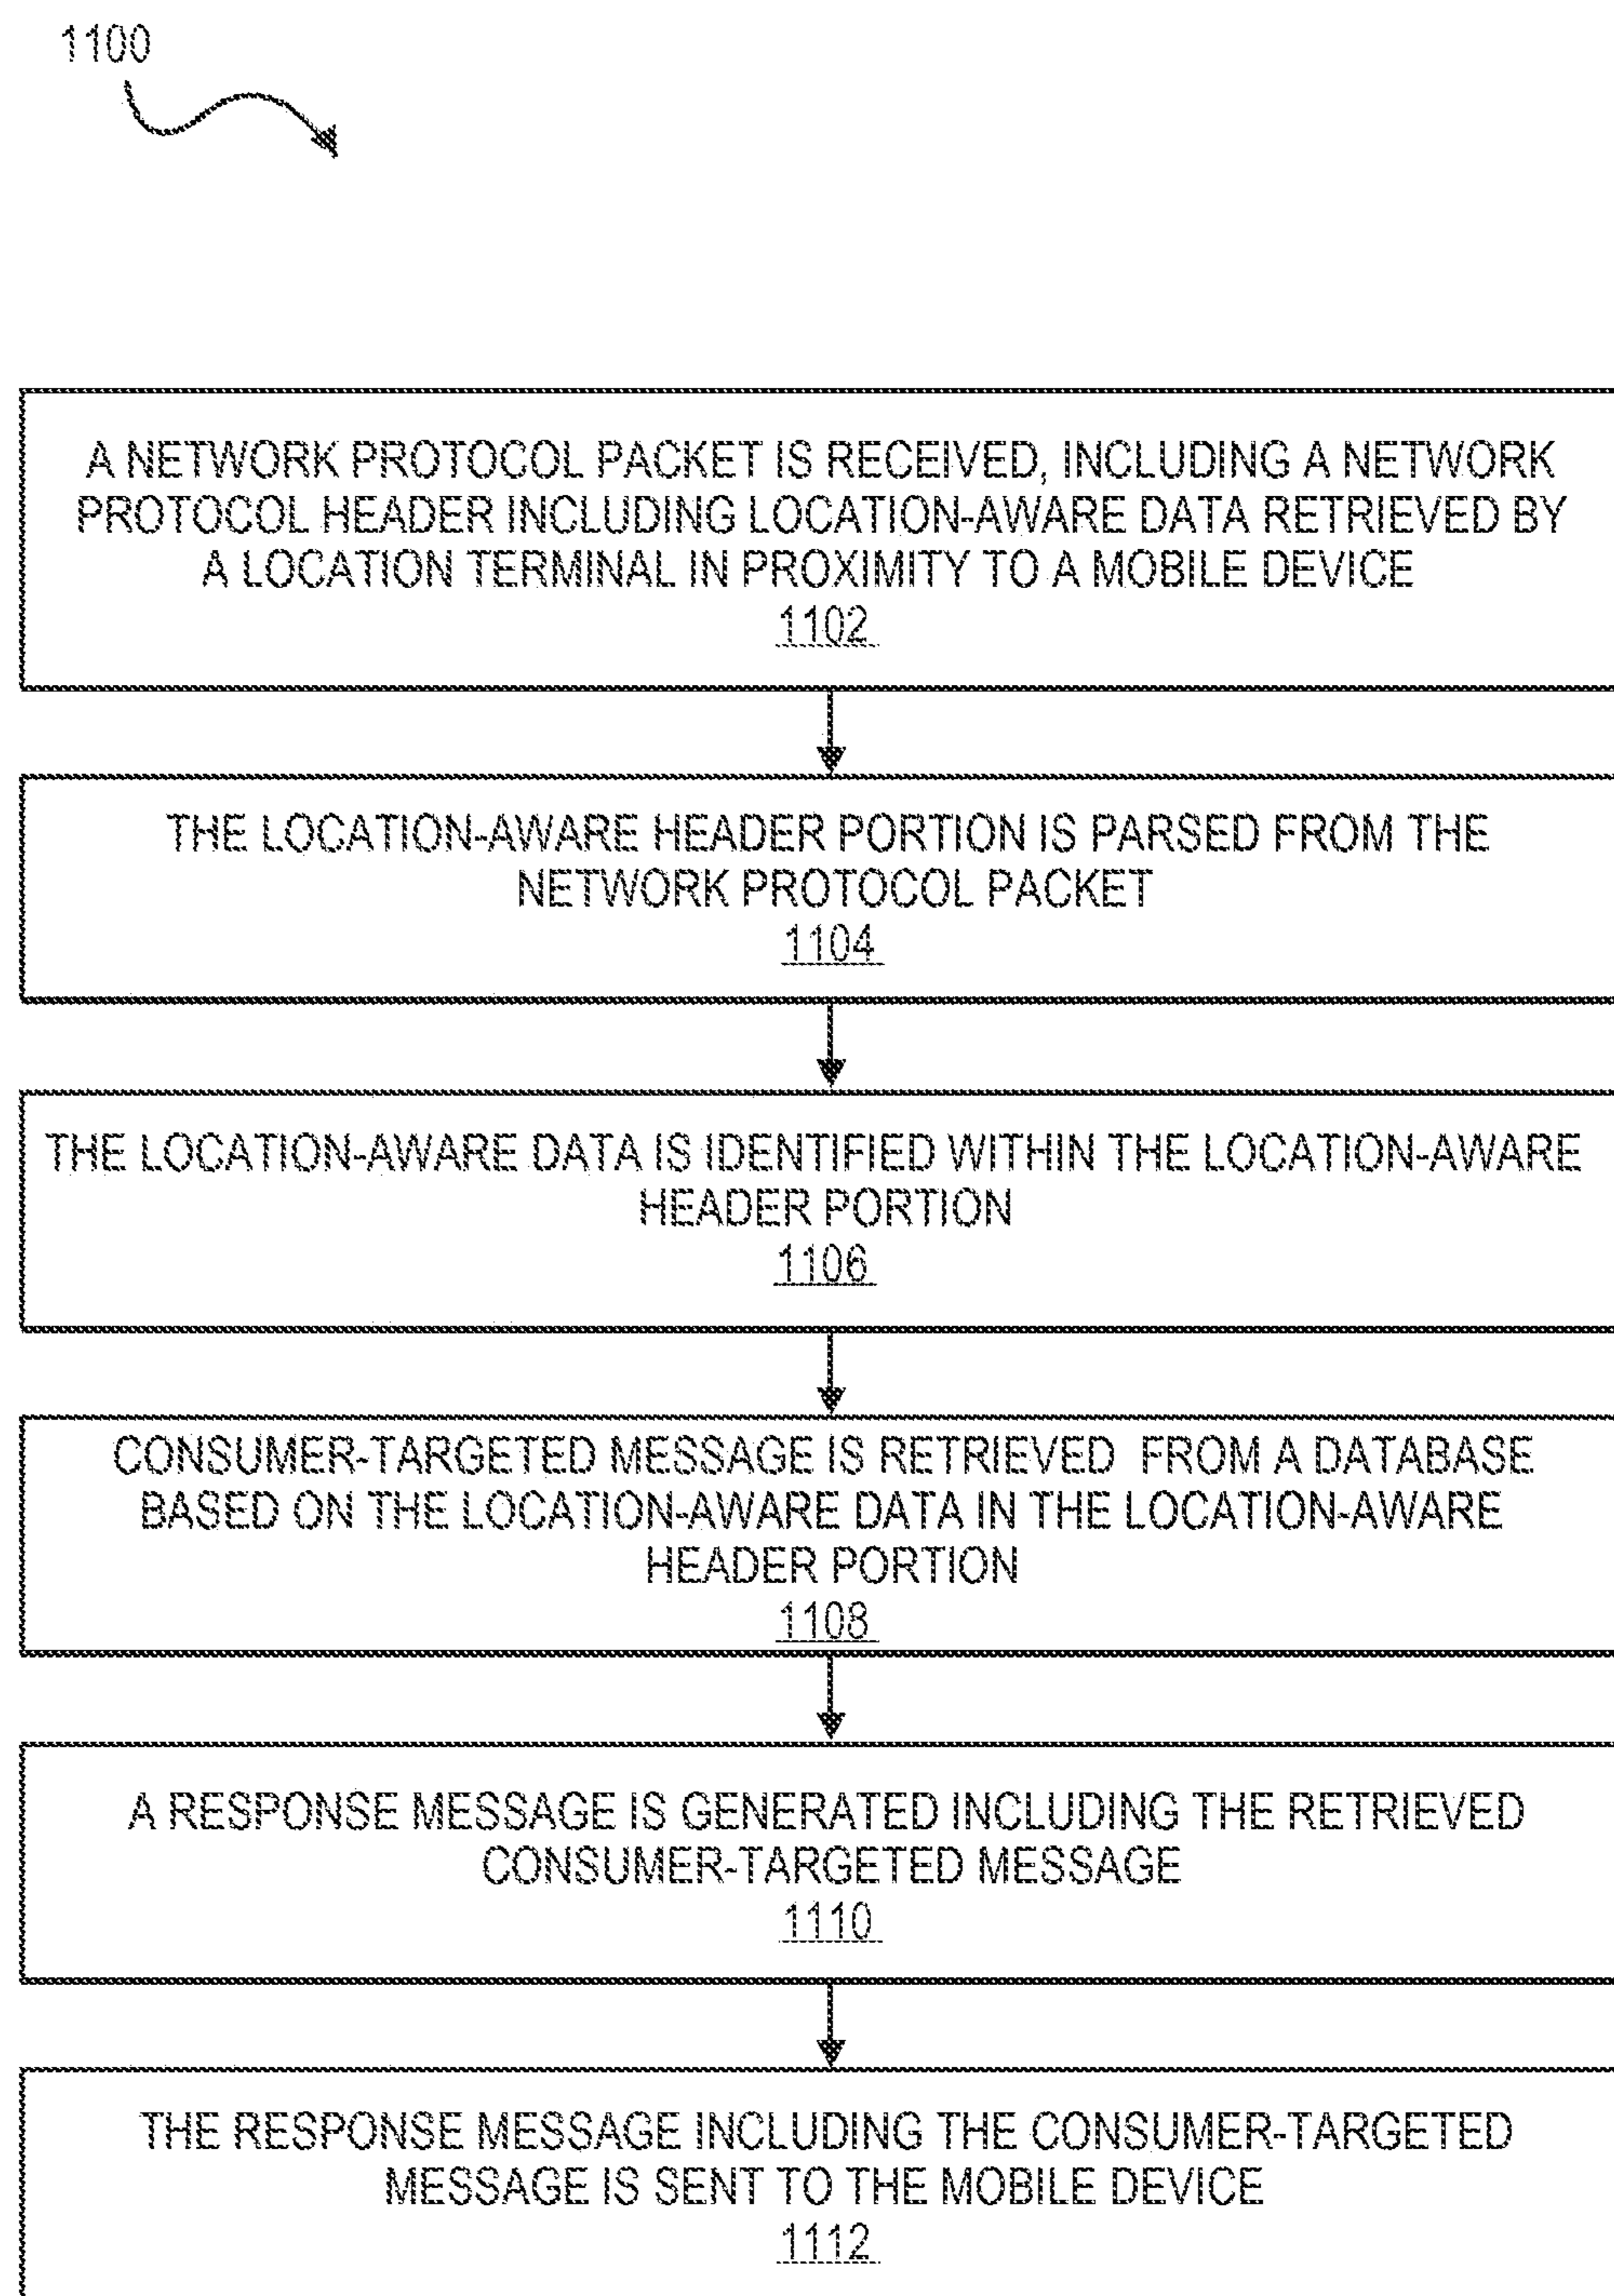 1100
A NETWORK PROTOCOL PACKET IS RECEIVED, INCLUDING A NETWORK
PROTOCOL HEADER INCLUDING LOCATION-AWARE DATA RETRIEVED BY
A LOCATION TERMINAL IN PROXIMITY TO A MOBILE DEVICE
1102
THE LOCATION-AWARE HEADER PORTION IS PARSED FROM THE
NETWORK PROTOCOL PACKET
1104
THE LOCATION-AWARE DATA IS IDENTIFIED WITHIN THE LOCATION-AWARE
HEADER PORTION
1106
CONSUMER-TARGETED MESSAGE IS RETRIEVED FROM A DATABASE
BASED ON THE LOCATION-AWARE DATA IN THE LOCATION-AWARE
HEADER PORTION
1108
A RESPONSE MESSAGE IS GENERATED INCLUDING THE RETRIEVED
CONSUMER-TARGETED MESSAGE
1110
THE RESPONSE MESSAGE INCLUDING THE CONSUMER-TARGETED
MESSAGE IS SENT TO THE MOBILE DEVICE
1112